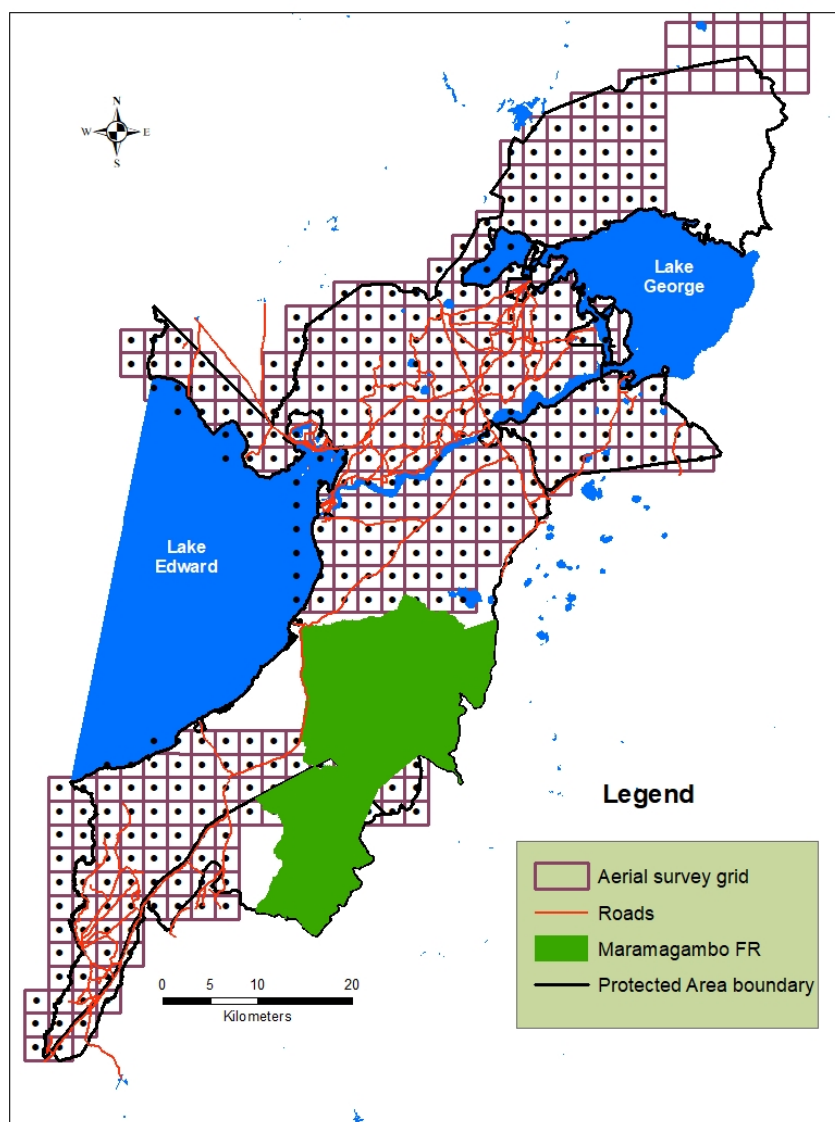 N
W E
S
Lake
George
Lake
Edward
Legend
Aerial survey grid
Roads
Maramagambo FR
Protected Area boundary
0 5 10 20
Kilometers